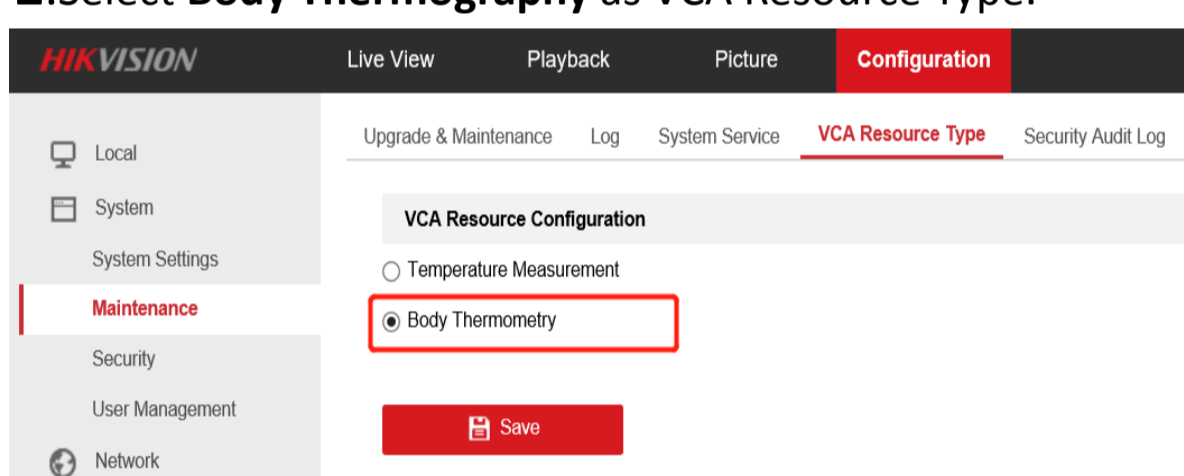 Select Body Thermography as VCA Resource Type.
HIKVISION
Live View Playback Picture Configuration
Upgrade & Maintenance Log System Service VCA Resource Type Security Audit Log
Local
System
System Settings
Maintenance
Security
User Management
Network
VCA Resource Configuration
Temperature Measurement
Body Thermometry
Save